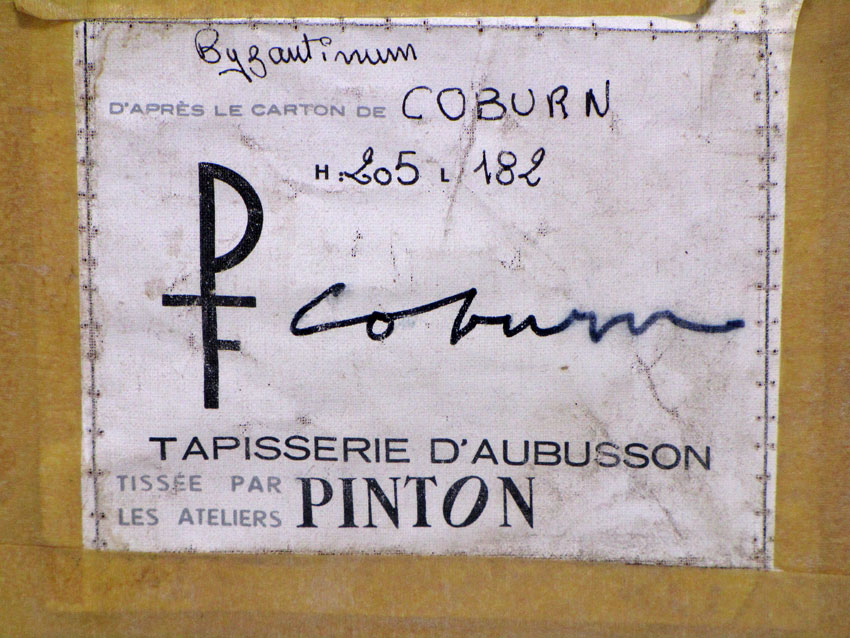 Byzantinum
D'APRÈS LE CARTON DE COBURN
H: 205 L 182
Coburn
TAPISSERIE D'AUBUSSON
TISSÉE PAR
LES ATELIERS PINTON